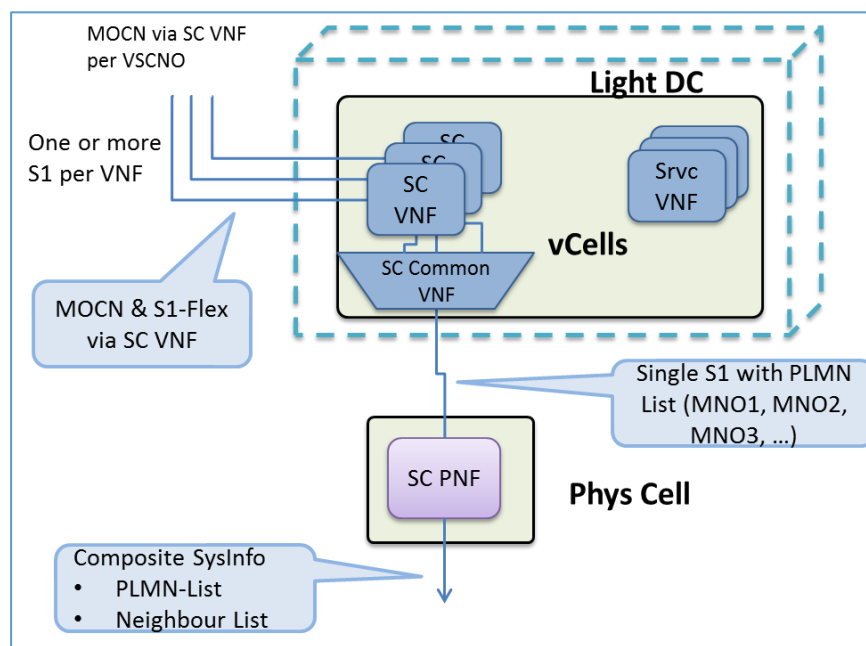 MOCN via SC VNF
per VSCNO
Light DC
One or more
S1 per VNF
SC
SC
SC
VNF
Srvc
VNF
vCells
SC Common
VNF
MOCN & S1-Flex
via SC VNF
Single S1 with PLMN
List (MNO1, MNO2,
MNO3, ...)
SC PNF
Phys Cell
Composite SysInfo
• PLMN-List
• Neighbour List